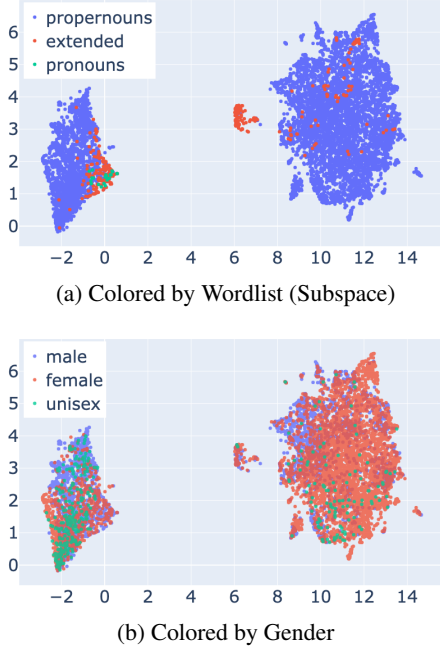 propernouns
extended
pronouns
6
5
4
3
2
1
0
−2 0 2 4 6 8 10 12 14
(a) Colored by Wordlist (Subspace)
male
female
unisex
6
5
4
3
2
1
0
−2 0 2 4 6 8 10 12 14
(b) Colored by Gender